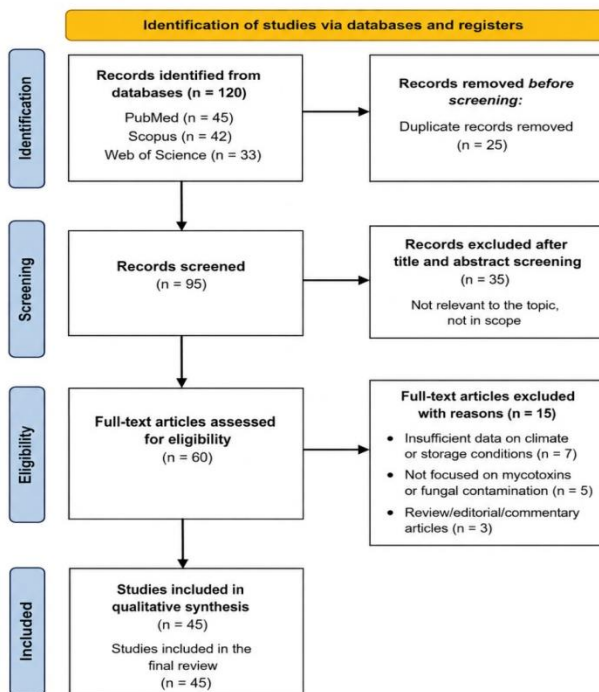 Identification of studies via databases and registers
Identification
Records identified from
databases (n = 120)
PubMed (n = 45)
Scopus (n = 42)
Web of Science (n = 33)
Records removed before
screening:
Duplicate records removed
(n = 25)
Screening
Records screened
(n = 95)
Records excluded after
title and abstract screening
(n = 35)
Not relevant to the topic,
not in scope
Eligibility
Full-text articles assessed
for eligibility
(n = 60)
Full-text articles excluded
with reasons (n = 15)
• Insufficient data on climate
or storage conditions (n = 7)
• Not focused on mycotoxins
or fungal contamination (n = 5)
• Review/editorial/commentary
articles (n = 3)
Included
Studies included in
qualitative synthesis
(n = 45)
Studies included in the
final review
(n = 45)